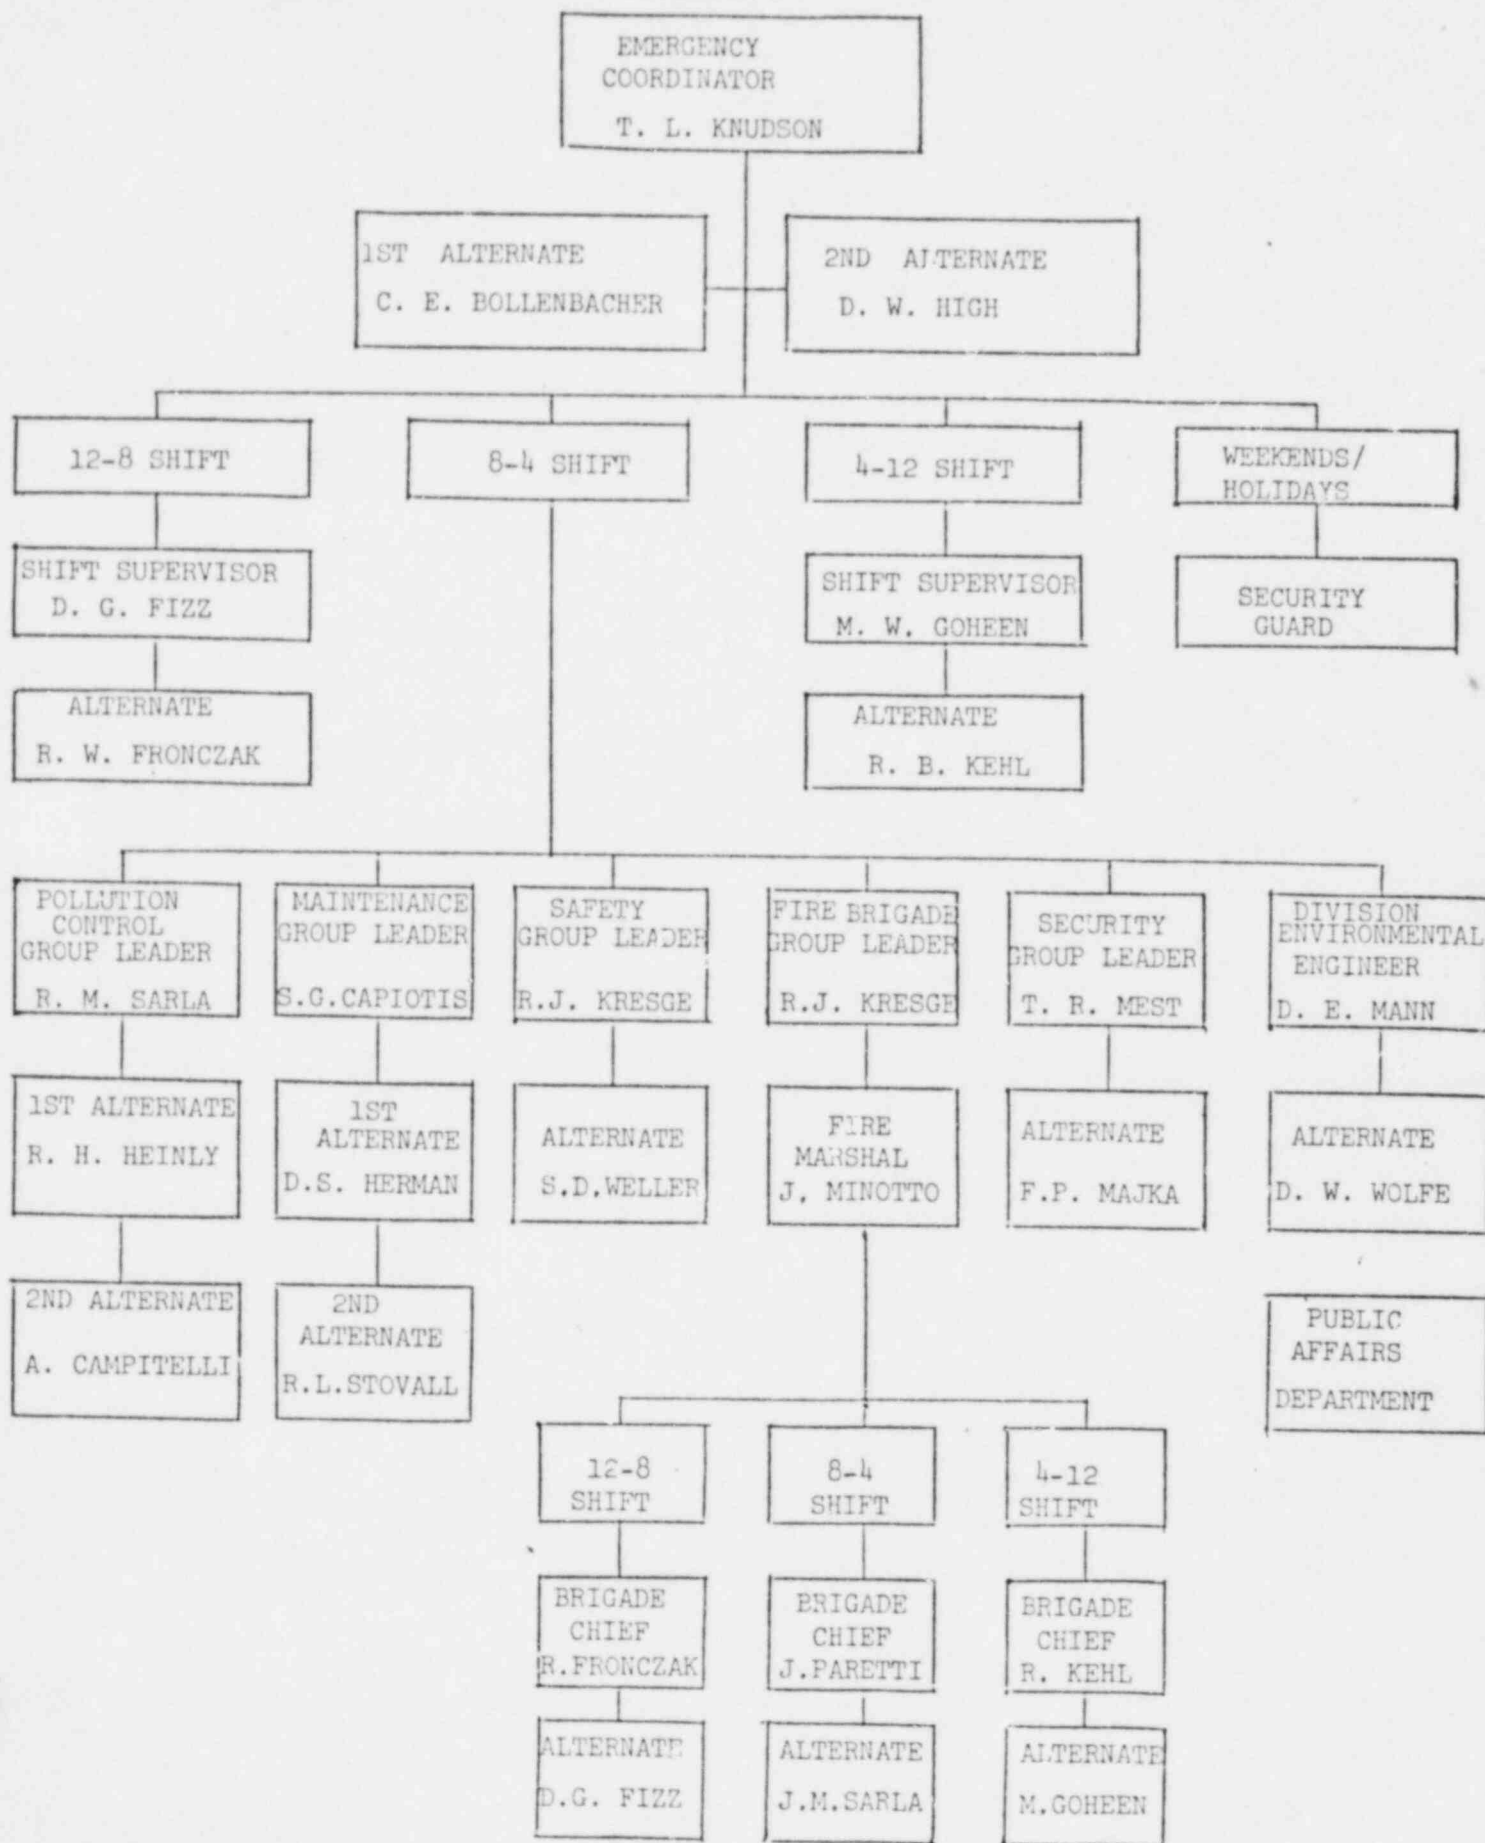 EMERGENCY
COORDINATOR
T. L. KNUDSON
1ST ALTERNATE
C. E. BOLLENBACHER
2ND ALTERNATE
D. W. HIGH
12-8 SHIFT
8-4 SHIFT
4-12 SHIFT
WEEKENDS/
HOLIDAYS
SHIFT SUPERVISOR
D. G. FIZZ
SHIFT SUPERVISOR
M. W. GOHEEN
SECURITY
GUARD
ALTERNATE
R. W. FRONCZAK
ALTERNATE
R. B. KEHL
POLLUTION
CONTROL
GROUP LEADER
R. M. SARLA
MAINTENANCE
GROUP LEADER
S.G.CAPIOTIS
SAFETY
GROUP LEADER
R.J. KRESGE
FIRE BRIGADE
GROUP LEADER
R.J. KRESGE
SECURITY
GROUP LEADER
T. R. MEST
DIVISION
ENVIRONMENTAL
ENGINEER
D. E. MANN
1ST ALTERNATE
R. H. HEINLY
1ST
ALTERNATE
D.S. HERMAN
ALTERNATE
S.D.WELLER
FIRE
MARSHAL
J. MINOTTO
ALTERNATE
F.P. MAJKA
ALTERNATE
D. W. WOLFE
2ND ALTERNATE
A. CAMPITELLI
2ND
ALTERNATE
R.L.STOVALL
PUBLIC
AFFAIRS
DEPARTMENT
12-8
SHIFT
8-4
SHIFT
4-12
SHIFT
BRIGADE
CHIEF
R.FRONCZAK
BRIGADE
CHIEF
J.PARETTI
BRIGADE
CHIEF
R. KEHL
ALTERNATE
D.G. FIZZ
ALTERNATE
J.M.SARLA
ALTERNATE
M.GOHEEN